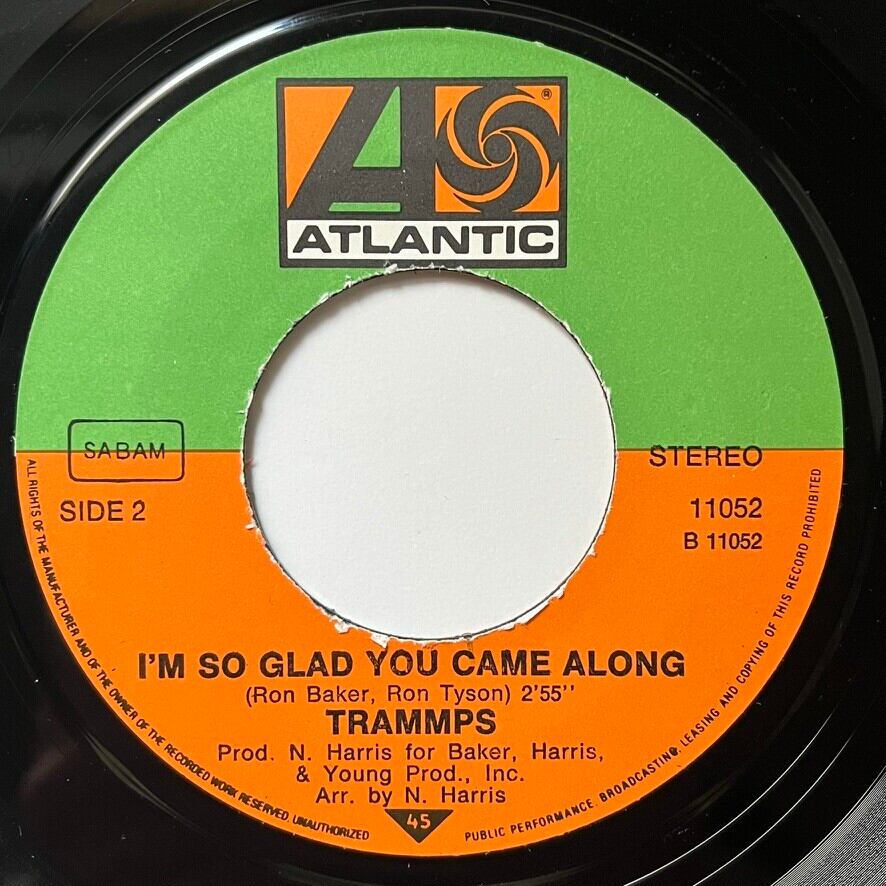 A
®
ATLANTIC
SABAM
STEREO
SIDE 2
11052
B 11052
I'M SO GLAD YOU CAME ALONG
(Ron Baker, Ron Tyson) 2'55''
TRAMMPS
Prod. N. Harris for Baker, Harris,
& Young Prod., Inc.
Arr. by N. Harris
45
ALL RIGHTS OF THE MANUFACTURER AND OF THE OWNER OF THE RECORDED WORK RESERVED. UNAUTHORIZED
PUBLIC PERFORMANCE. BROADCASTING. LEASING AND COPYING OF THIS RECORD PROHIBITED